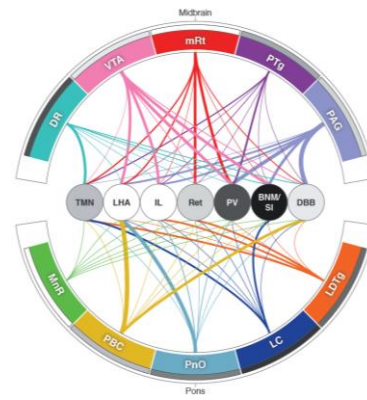 Midbrain
mRt
VTA
PTg
DR
PAG
TMN
LHA
IL
Ret
PV
BNM/
SI
DBB
MnR
LDTg
PBC
LC
PnO
Pons